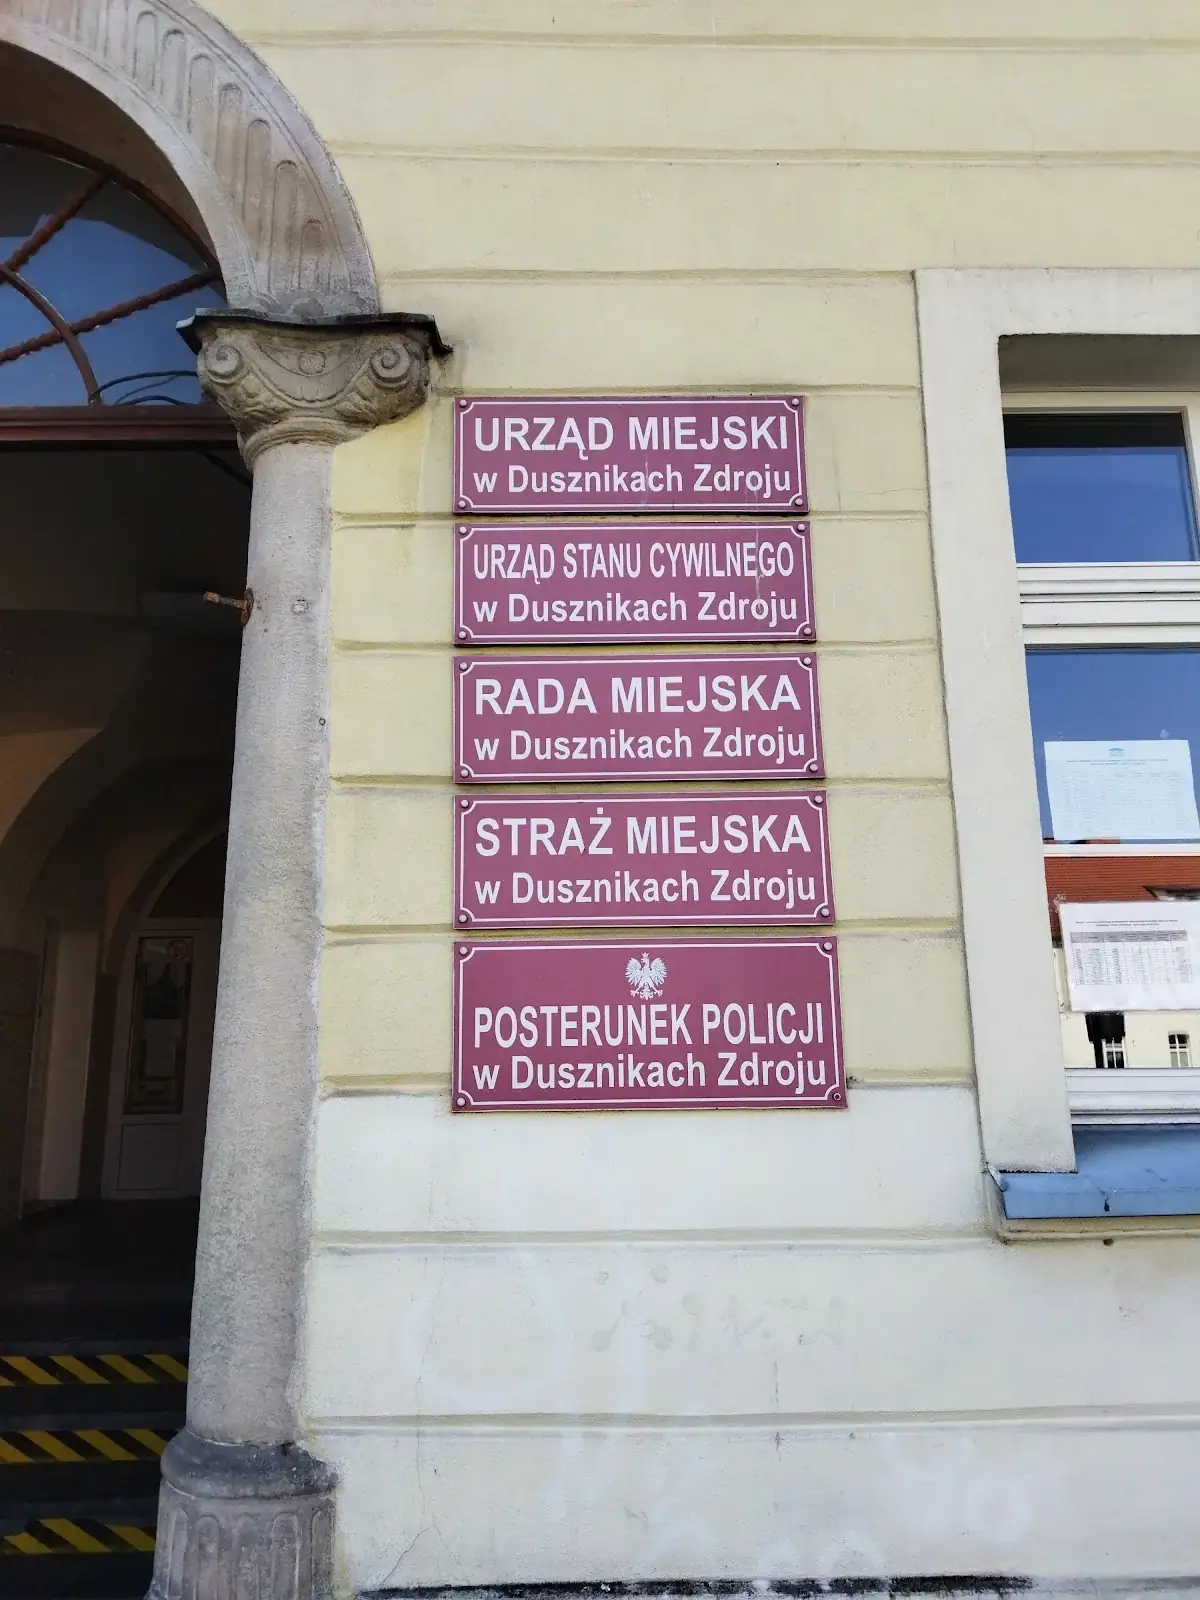 URZĄD MIEJSKI
w Dusznikach Zdroju
URZĄD STANU CYWILNEGO
w Dusznikach Zdroju
RADA MIEJSKA
w Dusznikach Zdroju
STRAŻ MIEJSKA
w Dusznikach Zdroju
POSTERUNEK POLICJI
w Dusznikach Zdroju